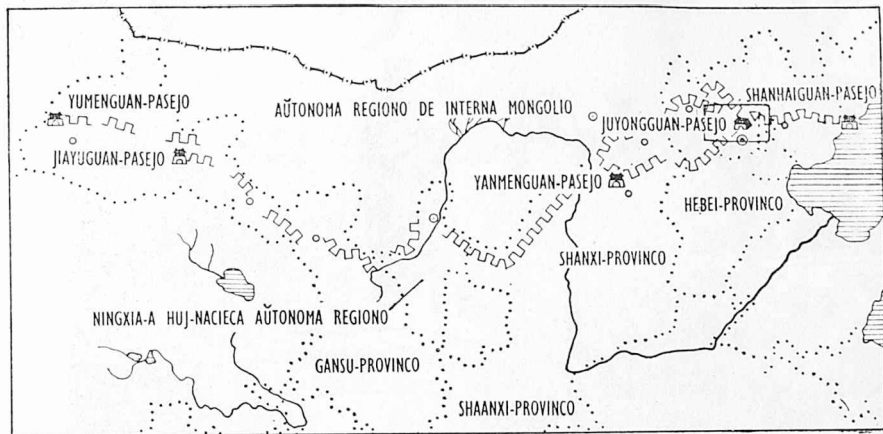 YUMENGUAN-PASEJO
JIAYUGUAN-PASEJO
AŬTONOMA REGIONO DE INTERNA MONGOLIO
SHANHAIGUAN-PASEJO
JUYONGGUAN-PASEJO
YANMENGUAN-PASEJO
HEBEI-PROVINCO
SHANXI-PROVINCO
NINGXIA-A HUJ-NACIECA AŬTONOMA REGIONO
GANSU-PROVINCO
SHAANXI-PROVINCO